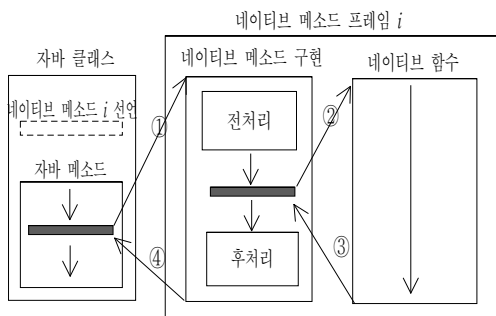 네이티브 메소드 프레임 i
자바 클래스
네이티브 메소드 구현
네이티브 함수
네이티브 메소드 i 선언
①
전처리
②
자바 메소드
④
후처리
③